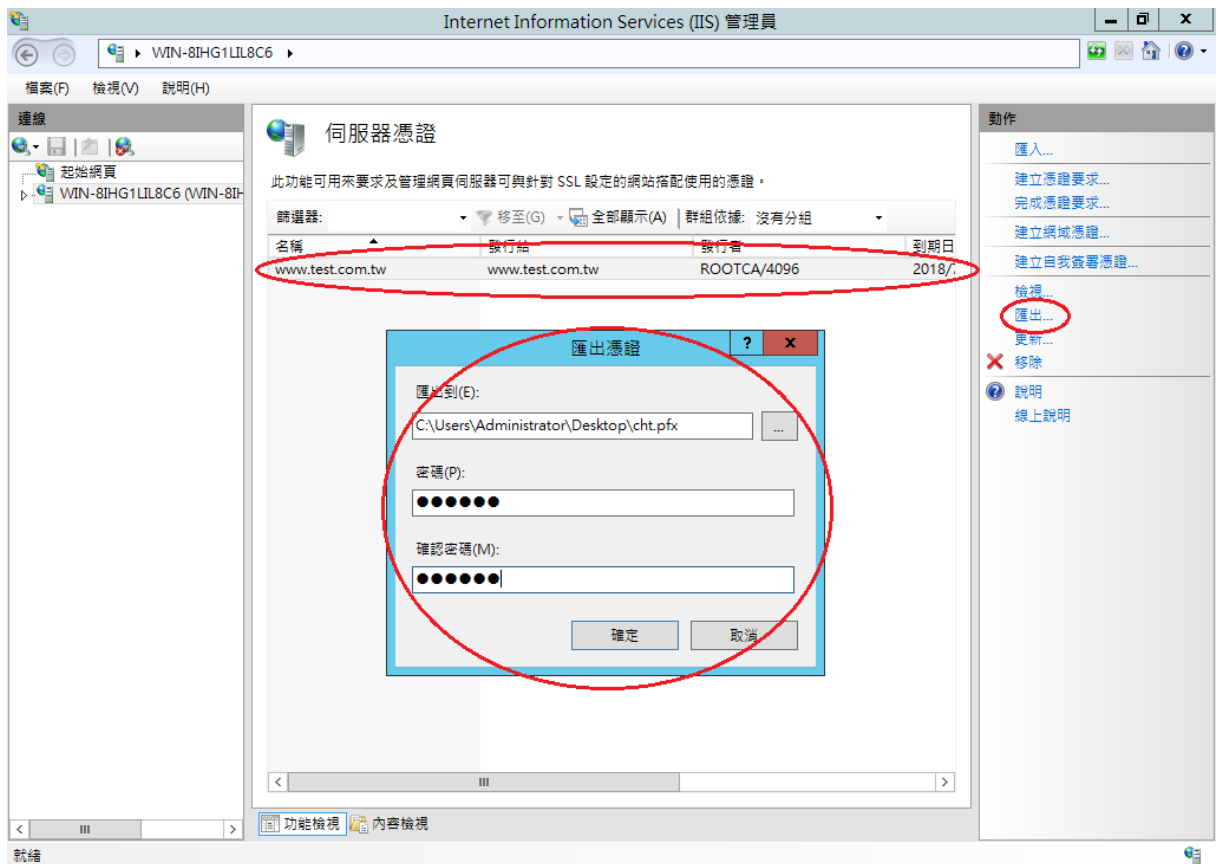 Internet Information Services (IIS) 管理員
WIN-8IHG1LIL8C6
檔案(F) 檢視(V) 說明(H)
連線
起始網頁
WIN-8IHG1LIL8C6 (WIN-8IH
伺服器憑證
此功能可用來要求及管理網頁伺服器可與針對 SSL 設定的網站搭配使用的憑證。
篩選器: 移至(G) 全部顯示(A) 群組依據: 沒有分組
名稱 發行給 發行者 到期日
www.test.com.tw www.test.com.tw ROOTCA/4096 2018/
匯出憑證
匯出到(E):
C:\Users\Administrator\Desktop\cht.pfx ...
密碼(P):
●●●●●●
確認密碼(M):
●●●●●●
確定 取消
功能檢視 內容檢視
動作
匯入...
建立憑證要求...
完成憑證要求...
建立網域憑證...
建立自我簽署憑證...
檢視...
匯出...
更新...
移除
說明
線上說明
就緒